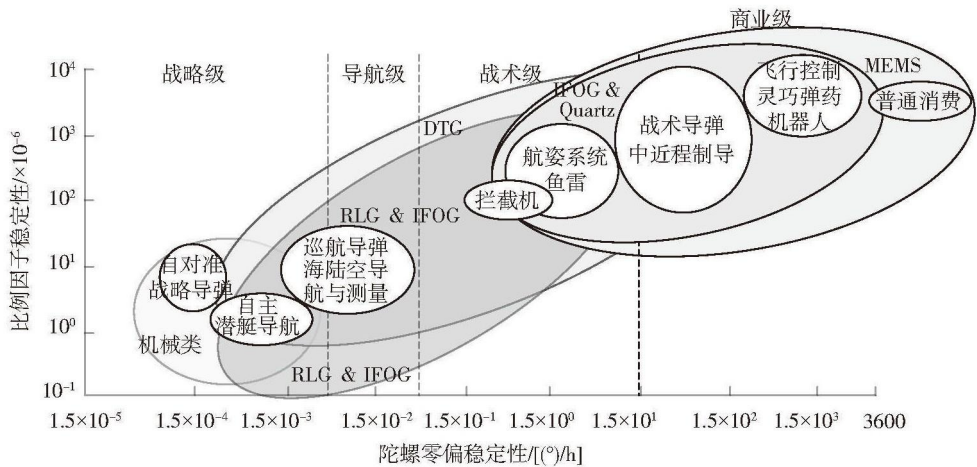 商业级
战略级
导航级
战术级
10⁴
10³
10²
10¹
10⁰
10⁻¹
比例因子稳定性/×10⁻⁶
MEMS
飞行控制
灵巧弹药
机器人
普通消费
IFOG &
Quartz
DTG
战术导弹
中近程制导
航姿系统
鱼雷
拦截机
RLG & IFOG
巡航导弹
海陆空导
航与测量
自对准
战略导弹
自主
潜艇导航
机械类
RLG & IFOG
1.5×10⁻⁵
1.5×10⁻⁴
1.5×10⁻³
1.5×10⁻²
1.5×10⁻¹
1.5×10⁰
1.5×10¹
1.5×10³
3600
陀螺零偏稳定性/[(°)/h]